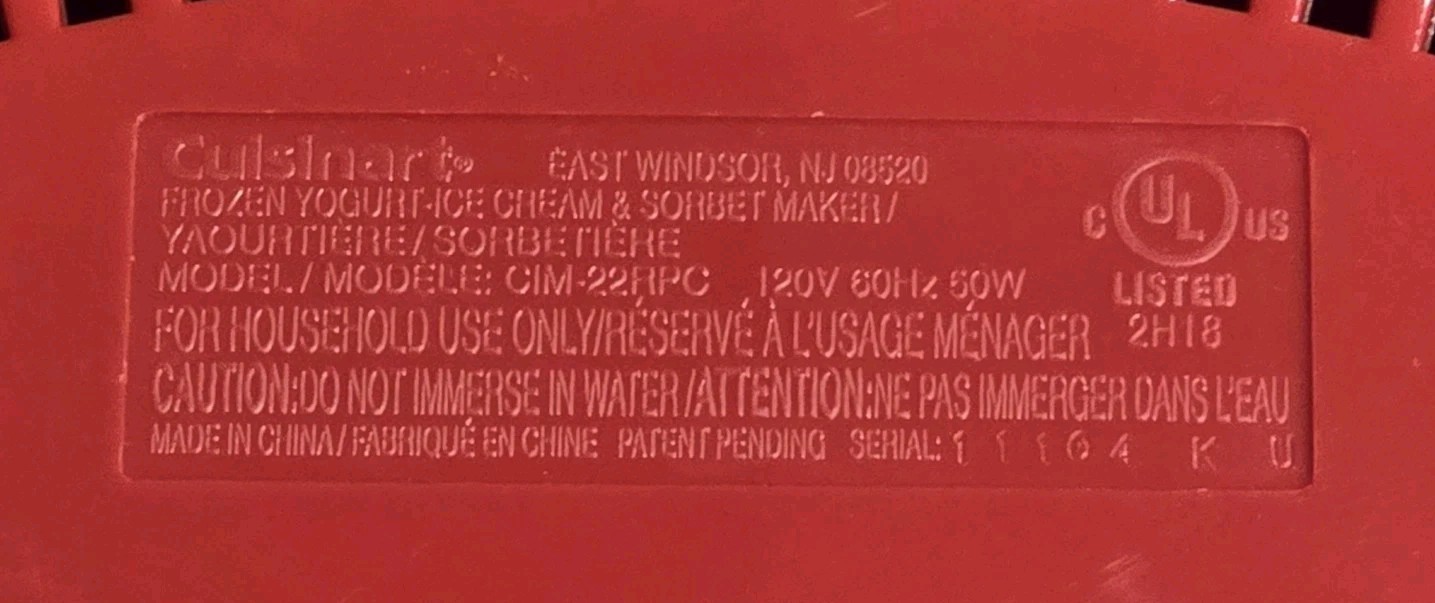 Cuisinart® EAST WINDSOR, NJ 08520
FROZEN YOGURT-ICE CREAM & SORBET MAKER /
YAOURTIÈRE / SORBETIÈRE
MODEL / MODÈLE: CIM-22RPC 120V 60Hz 50W
FOR HOUSEHOLD USE ONLY/RÉSERVÉ À L'USAGE MÉNAGER
CAUTION:DO NOT IMMERSE IN WATER /ATTENTION:NE PAS IMMERGER DANS L'EAU
MADE IN CHINA / FABRIQUÉ EN CHINE PATENT PENDING SERIAL: 1 1 1 0 4 K U
C UL US
LISTED
2H18